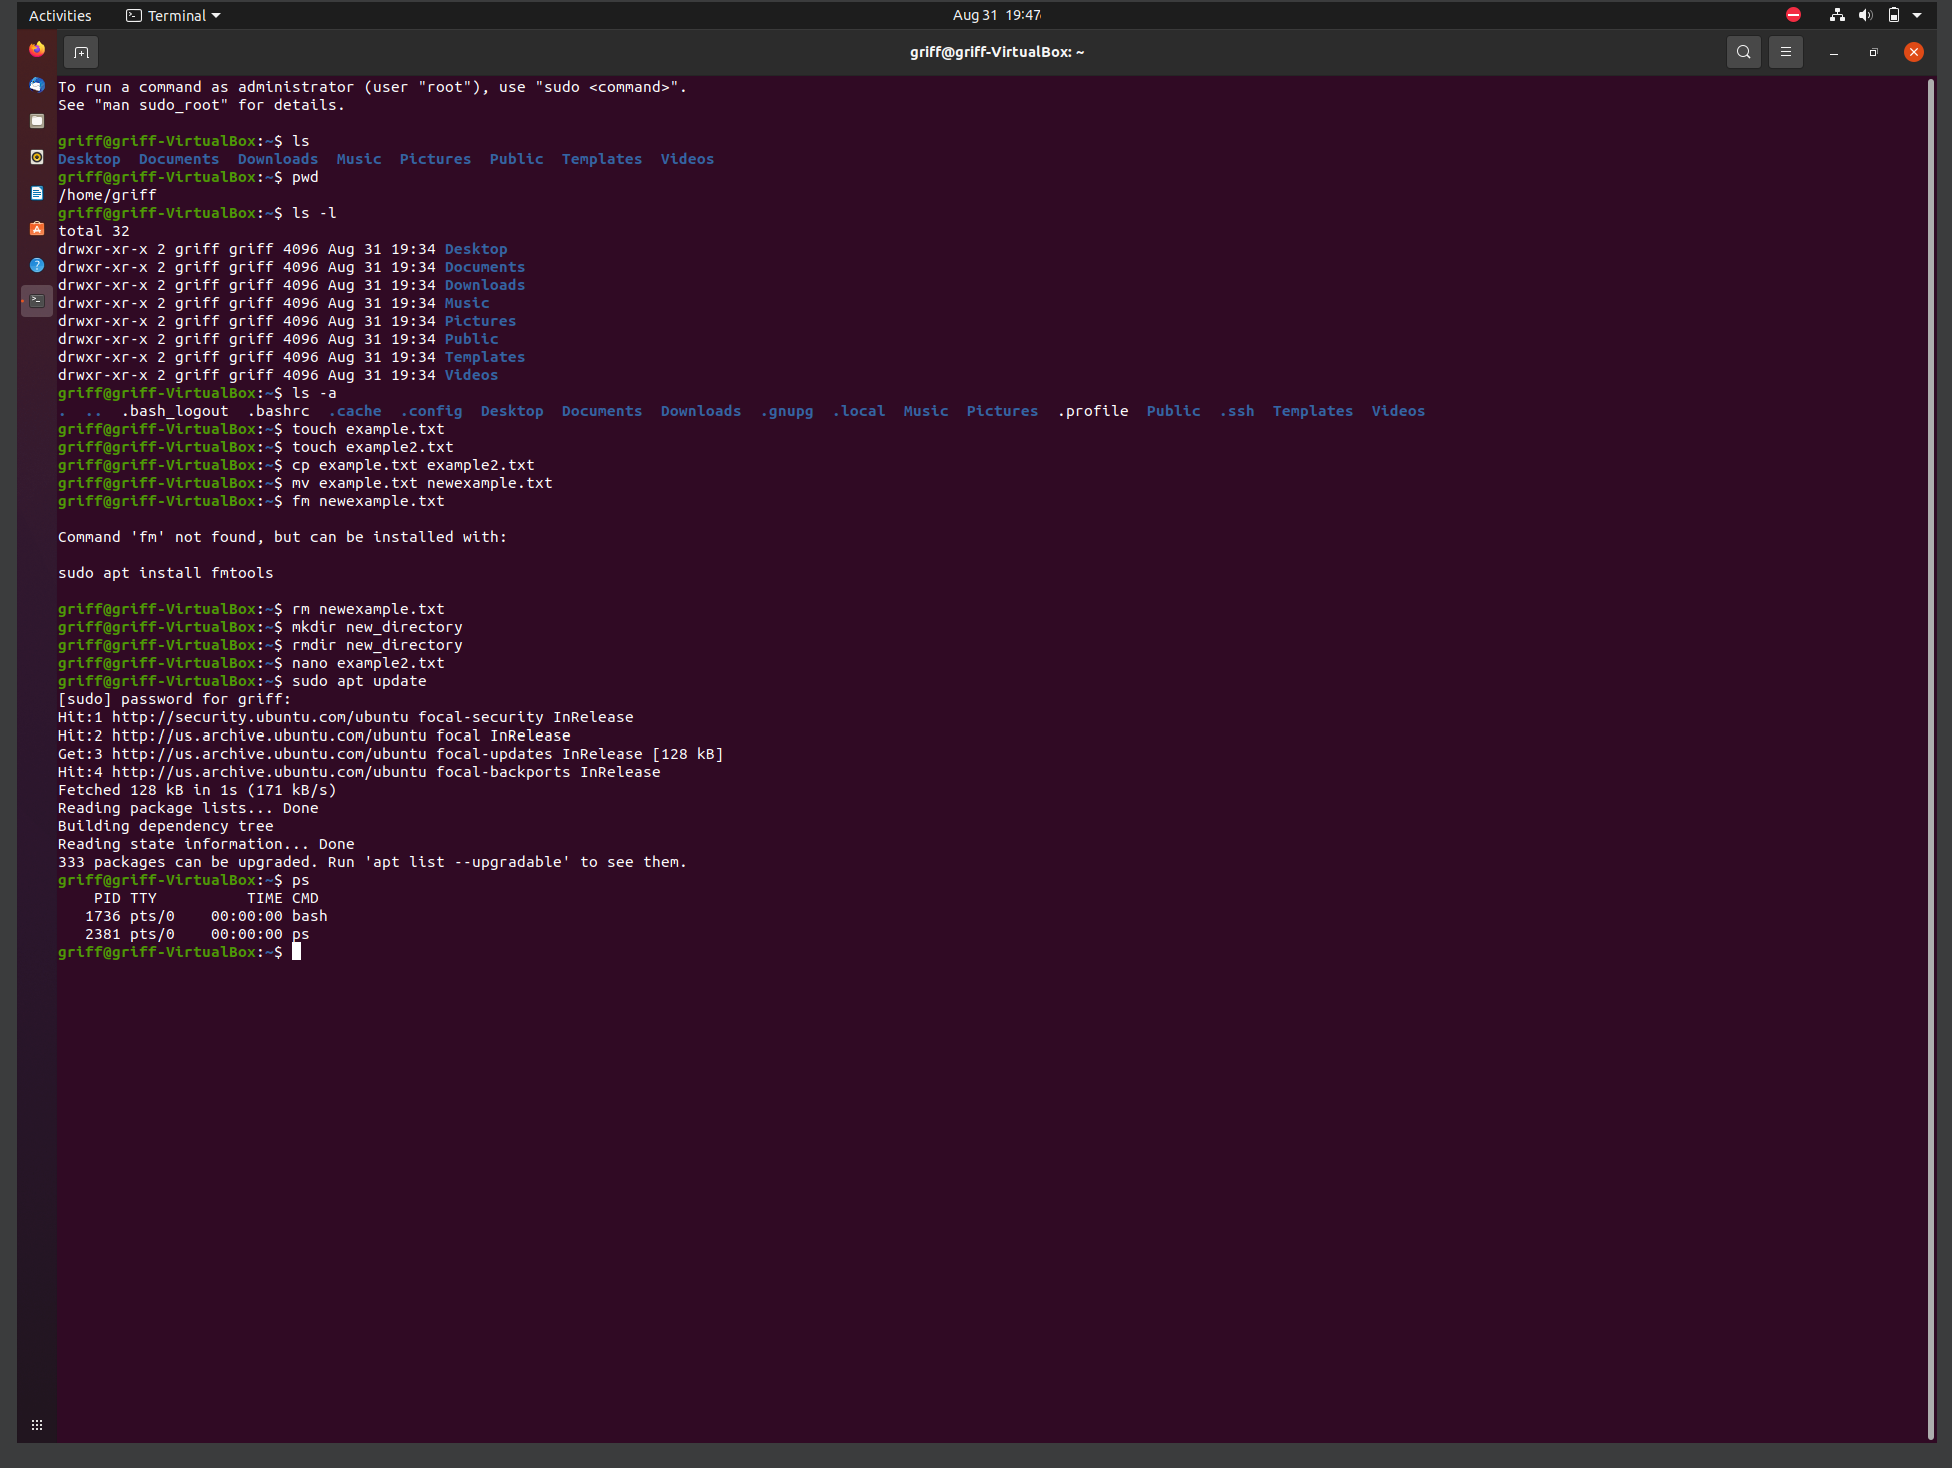 Activities Terminal Aug 31 19:47
griff@griff-VirtualBox: ~
To run a command as administrator (user "root"), use "sudo <command>".
See "man sudo_root" for details.
griff@griff-VirtualBox:~$ ls
Desktop Documents Downloads Music Pictures Public Templates Videos
griff@griff-VirtualBox:~$ pwd
/home/griff
griff@griff-VirtualBox:~$ ls -l
total 32
drwxr-xr-x 2 griff griff 4096 Aug 31 19:34 Desktop
drwxr-xr-x 2 griff griff 4096 Aug 31 19:34 Documents
drwxr-xr-x 2 griff griff 4096 Aug 31 19:34 Downloads
drwxr-xr-x 2 griff griff 4096 Aug 31 19:34 Music
drwxr-xr-x 2 griff griff 4096 Aug 31 19:34 Pictures
drwxr-xr-x 2 griff griff 4096 Aug 31 19:34 Public
drwxr-xr-x 2 griff griff 4096 Aug 31 19:34 Templates
drwxr-xr-x 2 griff griff 4096 Aug 31 19:34 Videos
griff@griff-VirtualBox:~$ ls -a
. .. .bash_logout .bashrc .cache .config Desktop Documents Downloads .gnupg .local Music Pictures .profile Public .ssh Templates Videos
griff@griff-VirtualBox:~$ touch example.txt
griff@griff-VirtualBox:~$ touch example2.txt
griff@griff-VirtualBox:~$ cp example.txt example2.txt
griff@griff-VirtualBox:~$ mv example.txt newexample.txt
griff@griff-VirtualBox:~$ fm newexample.txt
Command 'fm' not found, but can be installed with:
sudo apt install fmtools
griff@griff-VirtualBox:~$ rm newexample.txt
griff@griff-VirtualBox:~$ mkdir new_directory
griff@griff-VirtualBox:~$ rmdir new_directory
griff@griff-VirtualBox:~$ nano example2.txt
griff@griff-VirtualBox:~$ sudo apt update
[sudo] password for griff:
Hit:1 http://security.ubuntu.com/ubuntu focal-security InRelease
Hit:2 http://us.archive.ubuntu.com/ubuntu focal InRelease
Get:3 http://us.archive.ubuntu.com/ubuntu focal-updates InRelease [128 kB]
Hit:4 http://us.archive.ubuntu.com/ubuntu focal-backports InRelease
Fetched 128 kB in 1s (171 kB/s)
Reading package lists... Done
Building dependency tree
Reading state information... Done
333 packages can be upgraded. Run 'apt list --upgradable' to see them.
griff@griff-VirtualBox:~$ ps
PID TTY TIME CMD
1736 pts/0 00:00:00 bash
2381 pts/0 00:00:00 ps
griff@griff-VirtualBox:~$